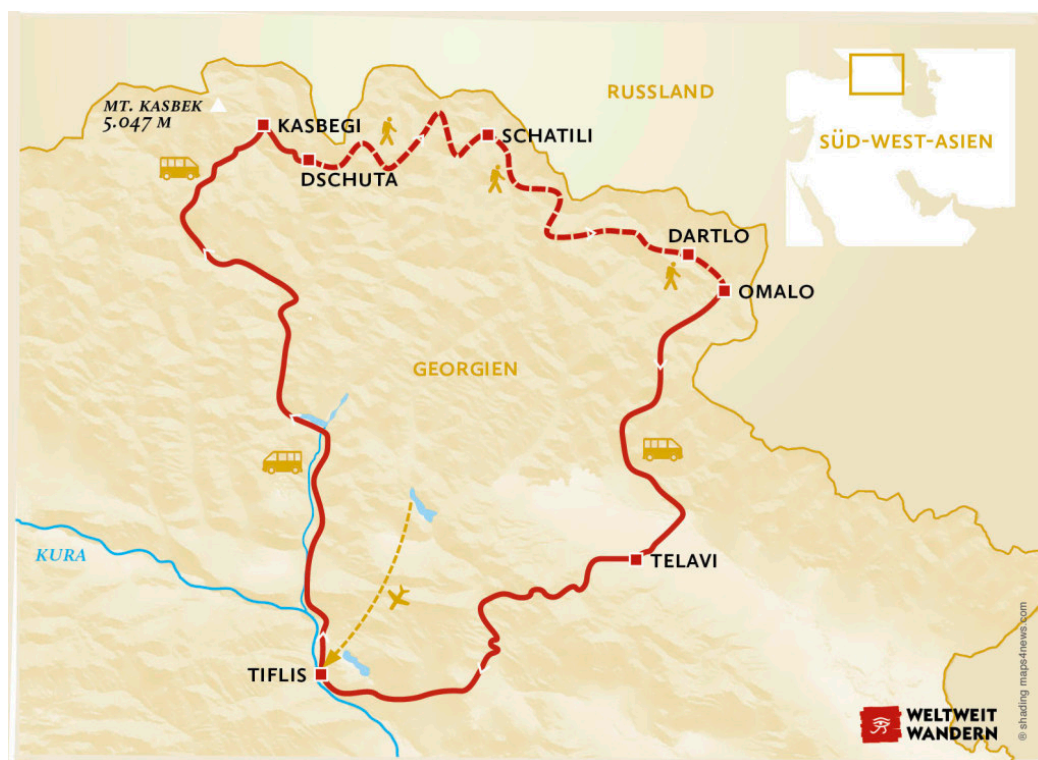 RUSSLAND
MT. KASBEK
5.047 M
KASBEGI
SCHATILI
SÜD-WEST-ASIEN
DSCHUTA
DARTLO
OMALO
GEORGIEN
KURA
TELAVI
TIFLIS
WELTWEIT
WANDERN
® shading maps4news.com